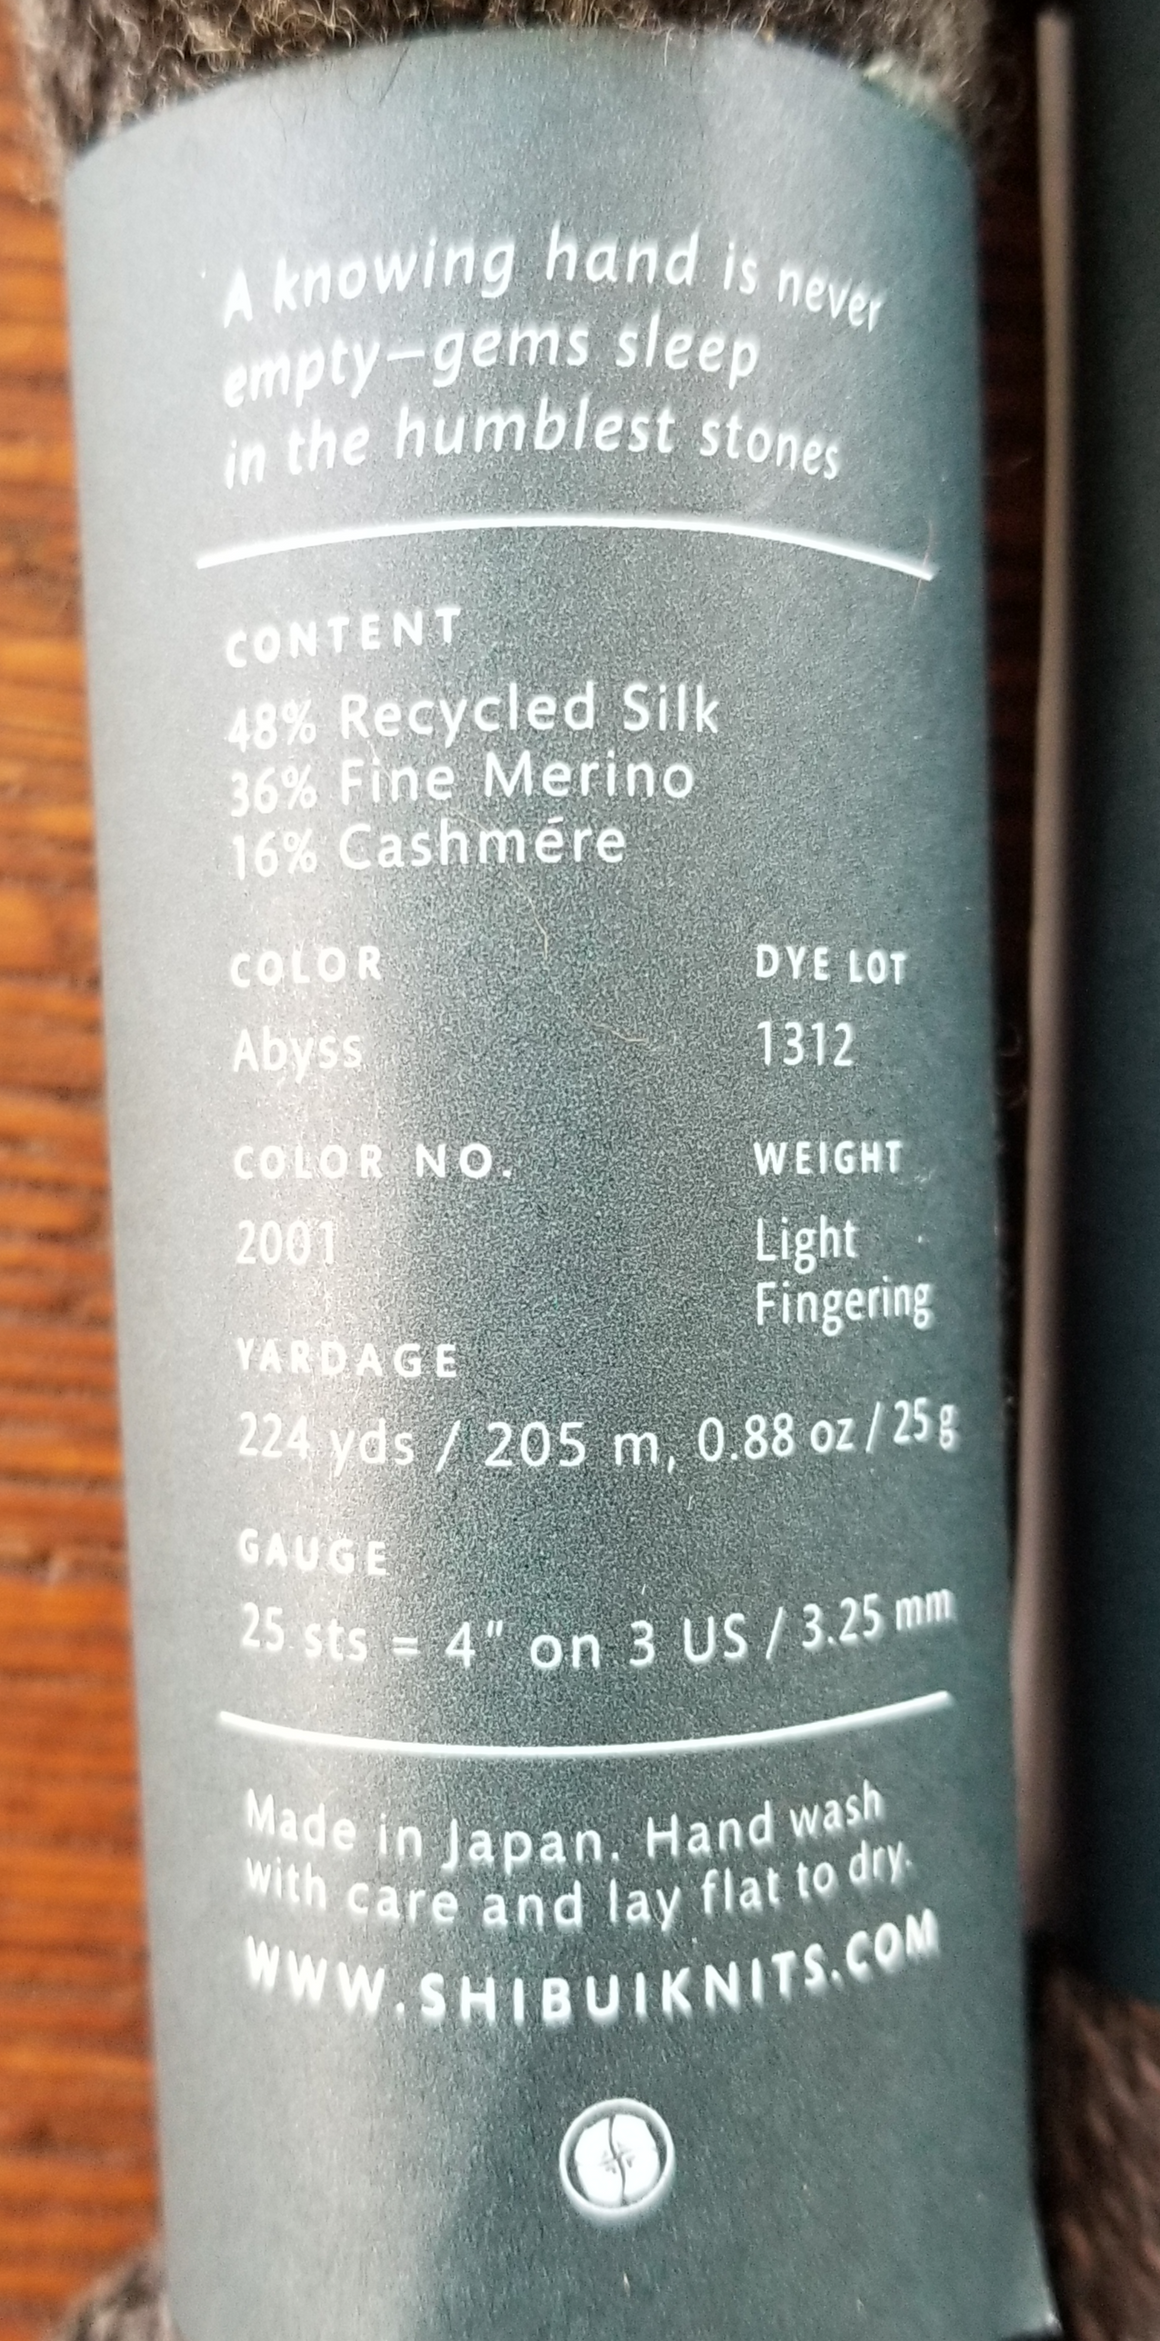 A knowing hand is never
empty—gems sleep
in the humblest stones
CONTENT
48% Recycled Silk
36% Fine Merino
16% Cashmére
COLOR
Abyss
DYE LOT
1312
COLOR NO.
2001
WEIGHT
Light
Fingering
YARDAGE
224 yds / 205 m, 0.88 oz / 25 g
GAUGE
25 sts = 4" on 3 US / 3.25 mm
Made in Japan. Hand wash
with care and lay flat to dry.
WWW.SHIBUIKNITS.COM